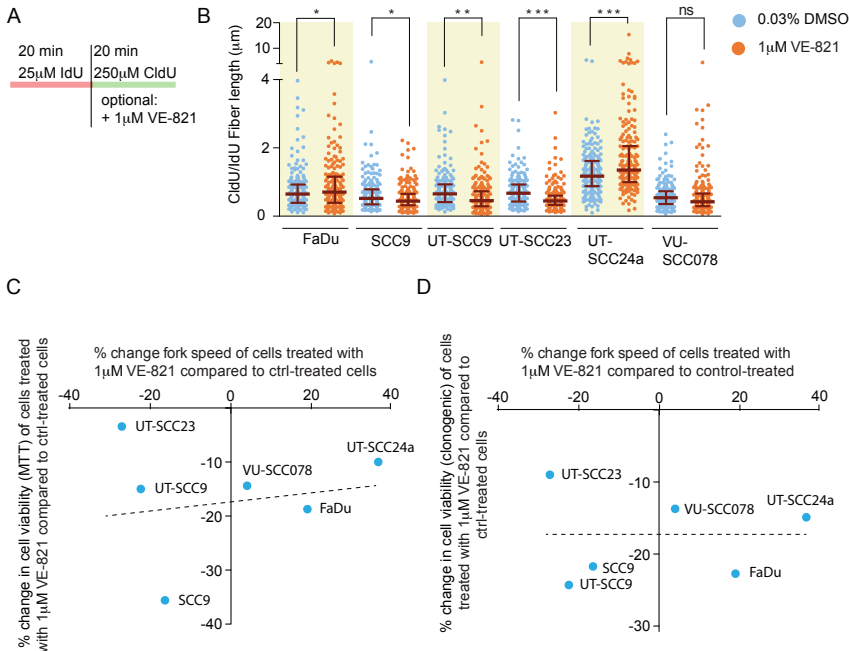 A
20 min
20 min
25μM IdU
250μM CldU
optional:
+ 1μM VE-821
B
CldU/IdU Fiber length (μm)
20
10
4
2
0
*
*
**
***
***
ns
FaDu
SCC9
UT-SCC9
UT-SCC23
UT-
SCC24a
VU-
SCC078
0.03% DMSO
1μM VE-821
C
% change fork speed of cells treated with
1μM VE-821 compared to ctrl-treated cells
-40
-20
0
20
40
-10
-20
-30
-40
% change in cell viability (MTT) of cells treated
with 1μM VE-821 compared to ctrl-treated cells
UT-SCC23
UT-SCC9
VU-SCC078
UT-SCC24a
FaDu
SCC9
D
% change fork speed of cells treated with
1μM VE-821 compared to control-treated
-40
-20
0
20
40
-10
-20
-30
% change in cell viability (clonogenic) of cells
treated with 1μM VE-821 compared to
ctrl-treated cells
UT-SCC23
VU-SCC078
UT-SCC24a
SCC9
UT-SCC9
FaDu